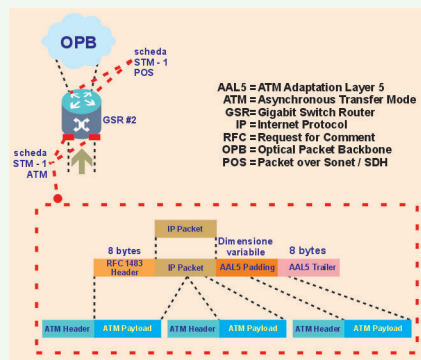 OPB
scheda
STM - 1
POS
GSR #2
scheda
STM - 1
ATM
AAL5 = ATM Adaptation Layer 5
ATM = Asynchronous Transfer Mode
GSR= Gigabit Switch Router
IP = Internet Protocol
RFC = Request for Comment
OPB = Optical Packet Backbone
POS = Packet over Sonet / SDH
IP Packet
8 bytes
Dimensione
variabile
8 bytes
RFC 1483
Header
IP Packet
AAL5 Padding
AAL5 Trailer
ATM Header
ATM Payload
ATM Header
ATM Payload
ATM Header
ATM Payload